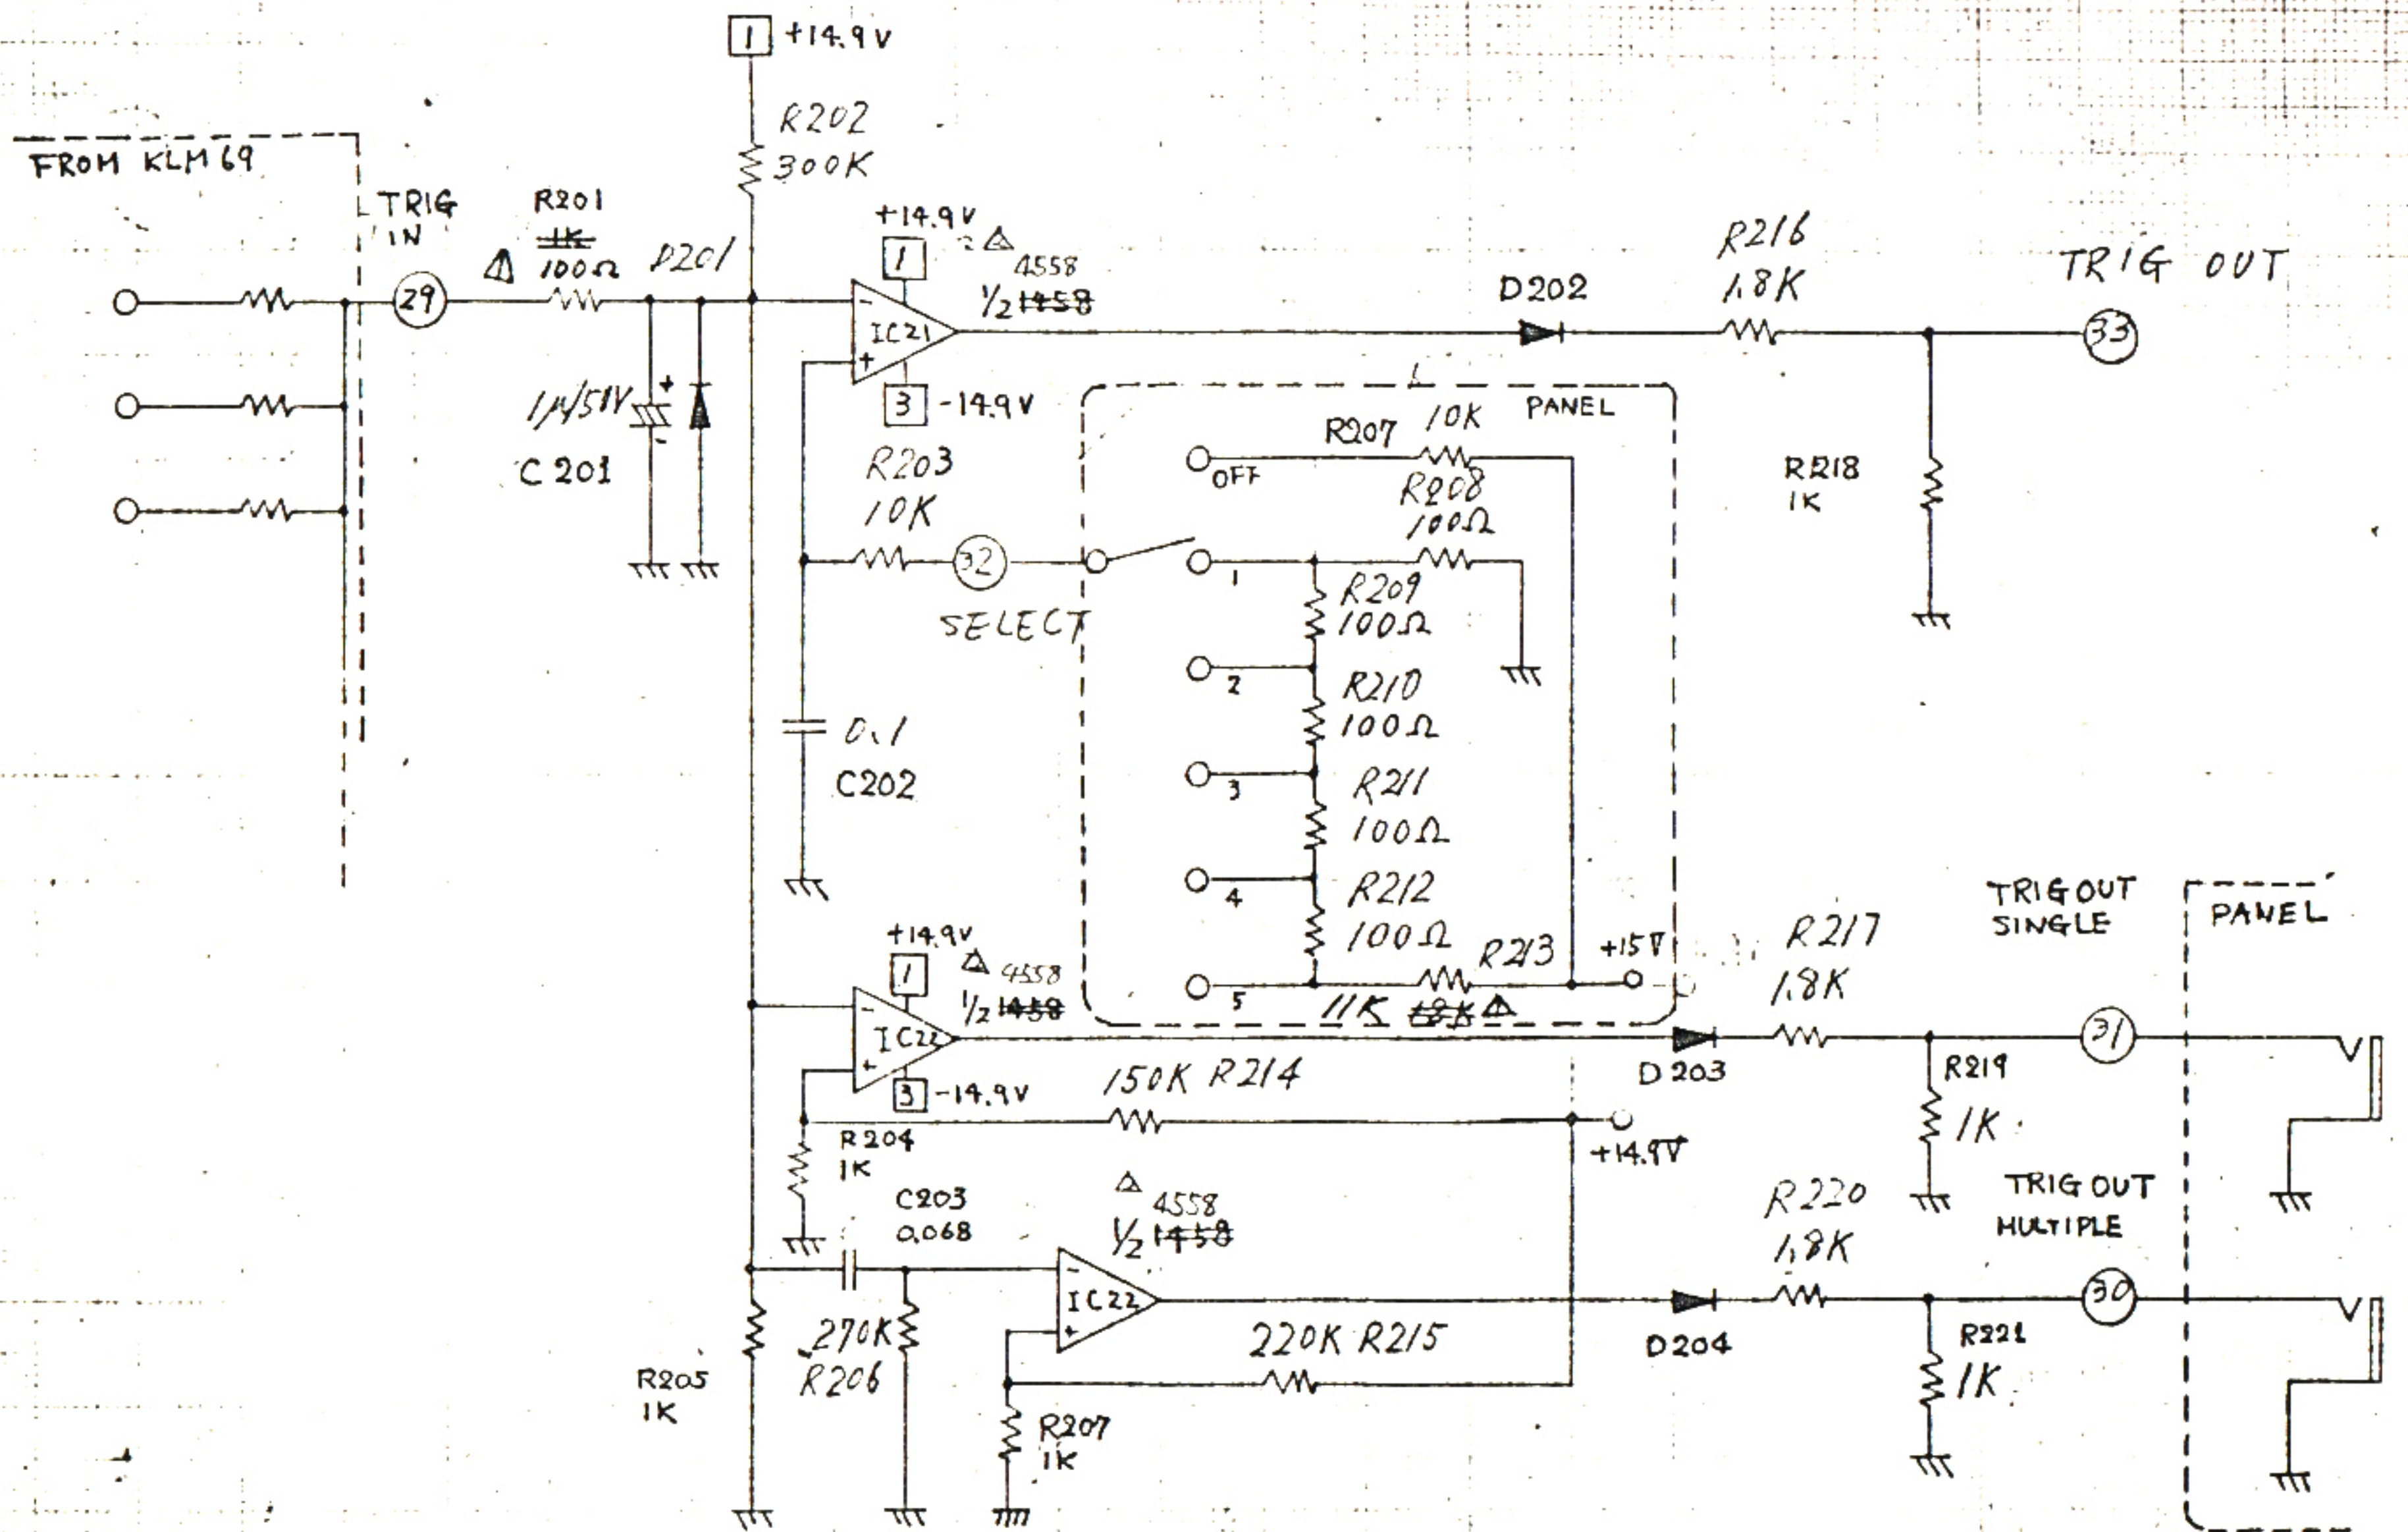 1 +14.9V
R202
300K
FROM KLM69
TRIG
IN
29
R201
1K
100Ω
D201
+14.9V
1
4558
1/2 1458
-
IC21
+
3 -14.9V
D202
R216
1.8K
TRIG OUT
33
1μ/50V
+
-
C201
R203
10K
32
SELECT
PANEL
R207 10K
OFF
R208
100Ω
1
R209
100Ω
2
R210
100Ω
3
R211
100Ω
4
R212
100Ω
5
R213
11K
+15V
R218
1K
0.1
C202
+14.9V
1
4558
1/2 1458
-
IC22
+
3 -14.9V
150K R214
D203
R217
1.8K
TRIG OUT
SINGLE
PANEL
31
R219
1K
R204
1K
+14.9V
C203
0.068
4558
1/2 1458
-
IC22
+
270K
R206
220K R215
R205
1K
R207
1K
D204
R220
1.8K
TRIG OUT
MULTIPLE
30
R221
1K